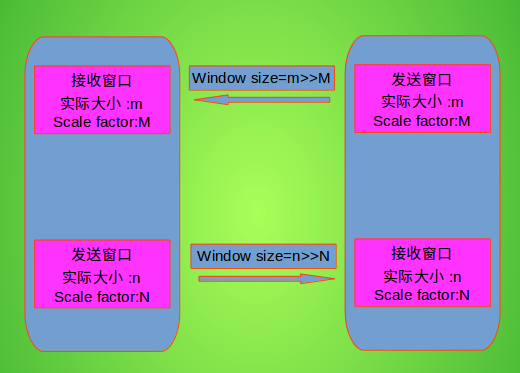 接收窗口
实际大小 :m
Scale factor:M
Window size=m>>M
发送窗口
实际大小 :m
Scale factor:M
发送窗口
实际大小 :n
Scale factor:N
Window size=n>>N
接收窗口
实际大小 :n
Scale factor:N